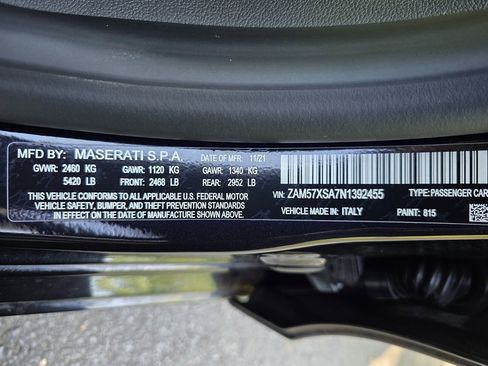 MFD BY: MASERATI S.P.A. DATE OF MFR: 11/21
GVWR: 2460 KG GAWR: 1120 KG GAWR: 1340 KG
5420 LB FRONT: 2468 LB REAR: 2952 LB
VIN: ZAM57XSA7N1392455 TYPE: PASSENGER CAR
MADE IN: ITALY PAINT: 815
THIS VEHICLE CONFORMS TO ALL APPLICABLE U.S. FEDERAL MOTOR
VEHICLE SAFETY, BUMPER, AND THEFT PREVENTION STANDARDS
IN EFFECT ON THE DATE OF MANUFACTURE SHOWN ABOVE